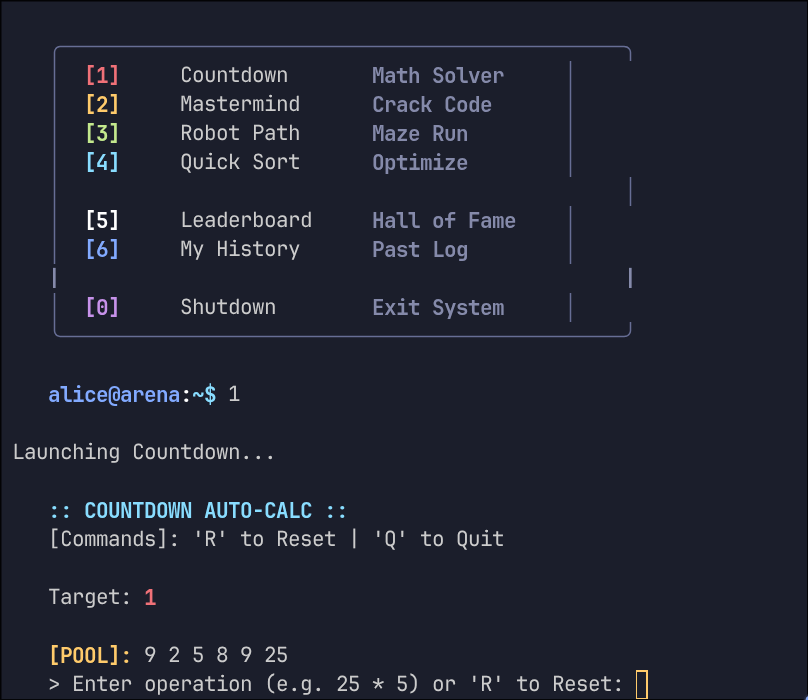 [1] Countdown Math Solver
[2] Mastermind Crack Code
[3] Robot Path Maze Run
[4] Quick Sort Optimize
[5] Leaderboard Hall of Fame
[6] My History Past Log
[0] Shutdown Exit System
alice@arena:~$ 1
Launching Countdown...
:: COUNTDOWN AUTO-CALC ::
[Commands]: 'R' to Reset | 'Q' to Quit
Target: 1
[POOL]: 9 2 5 8 9 25
> Enter operation (e.g. 25 * 5) or 'R' to Reset: